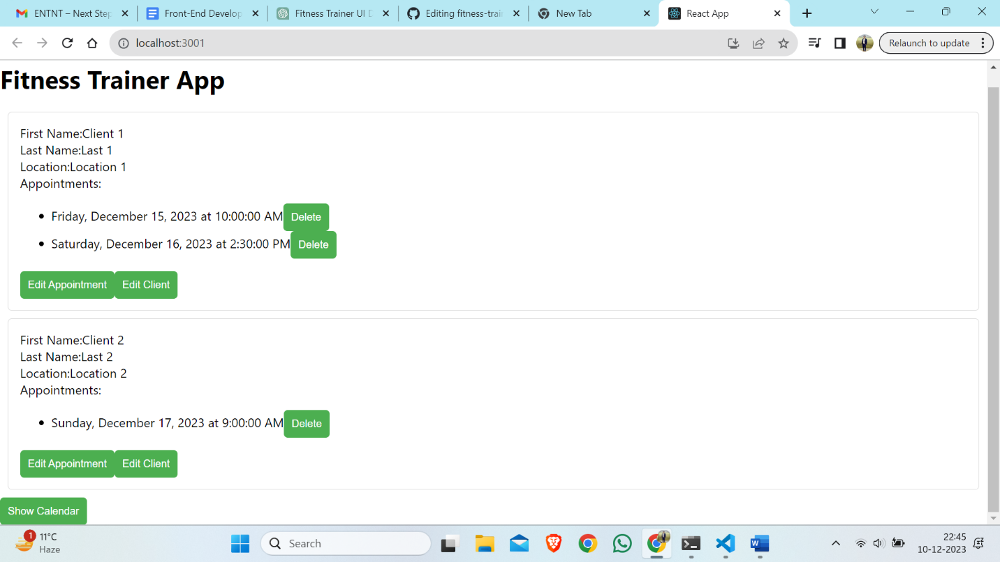 ENTNT – Next Step
Front-End Develop
Fitness Trainer UI D
Editing fitness-trai
New Tab
React App
localhost:3001
Relaunch to update
Fitness Trainer App
First Name:Client 1
Last Name:Last 1
Location:Location 1
Appointments:
• Friday, December 15, 2023 at 10:00:00 AM Delete
• Saturday, December 16, 2023 at 2:30:00 PM Delete
Edit Appointment Edit Client
First Name:Client 2
Last Name:Last 2
Location:Location 2
Appointments:
• Sunday, December 17, 2023 at 9:00:00 AM Delete
Edit Appointment Edit Client
Show Calendar
1
11°C
Haze
Search
22:45
10-12-2023